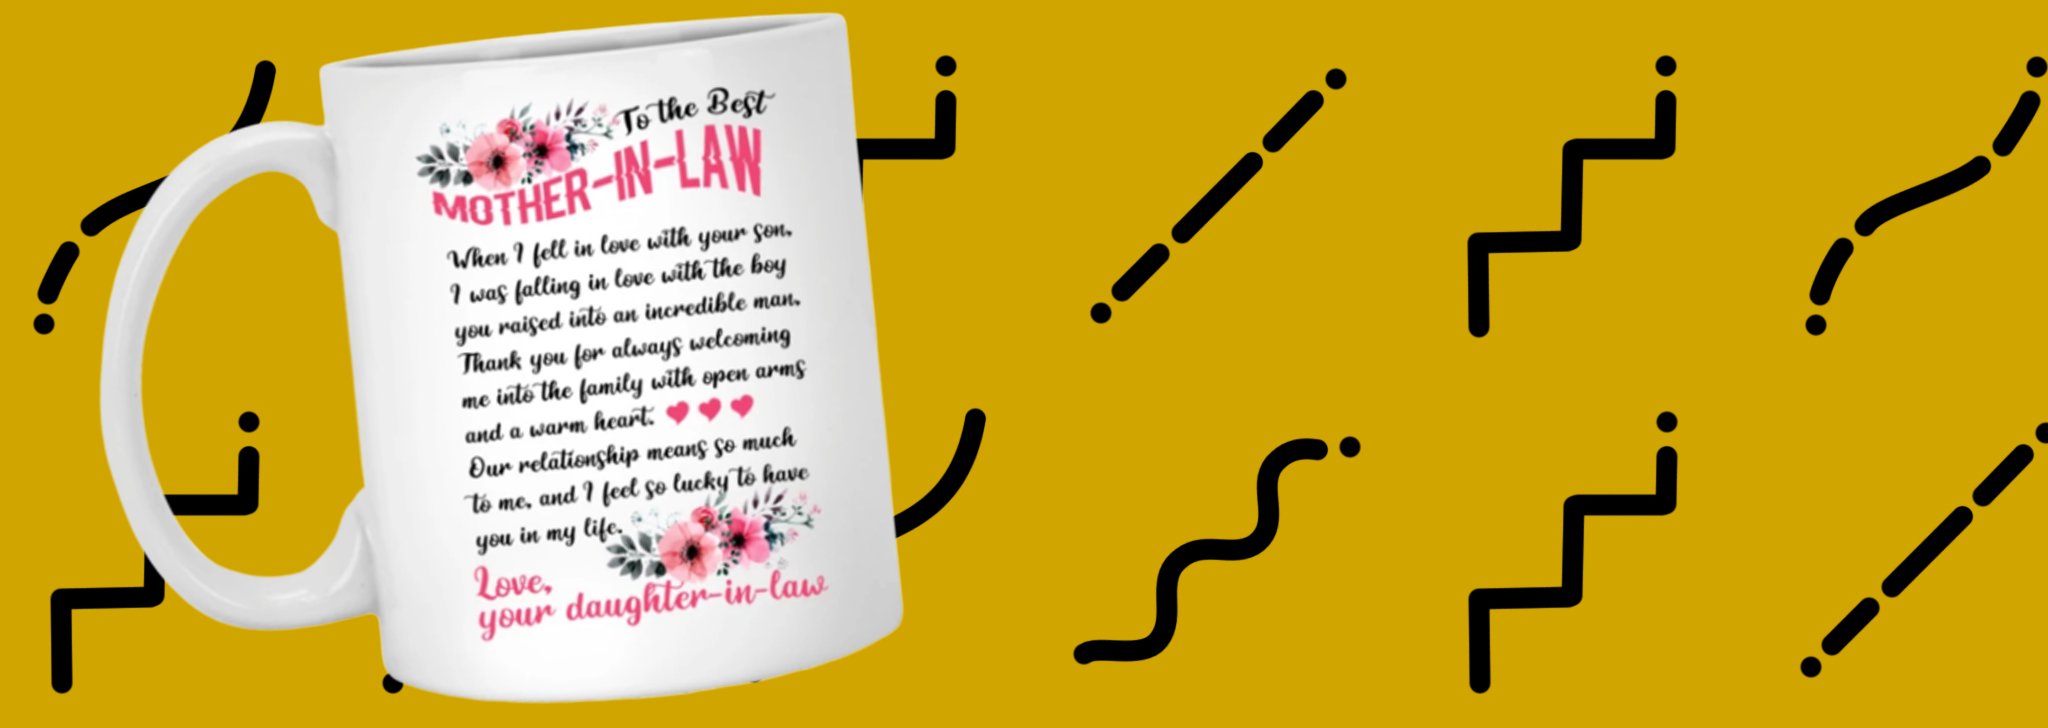 To the Best
MOTHER-IN-LAW
When I fell in love with your son,
I was falling in love with the boy
you raised into an incredible man.
Thank you for always welcoming
me into the family with open arms
and a warm heart.
Our relationship means so much
to me, and I feel so lucky to have
you in my life.
Love,
your daughter-in-law